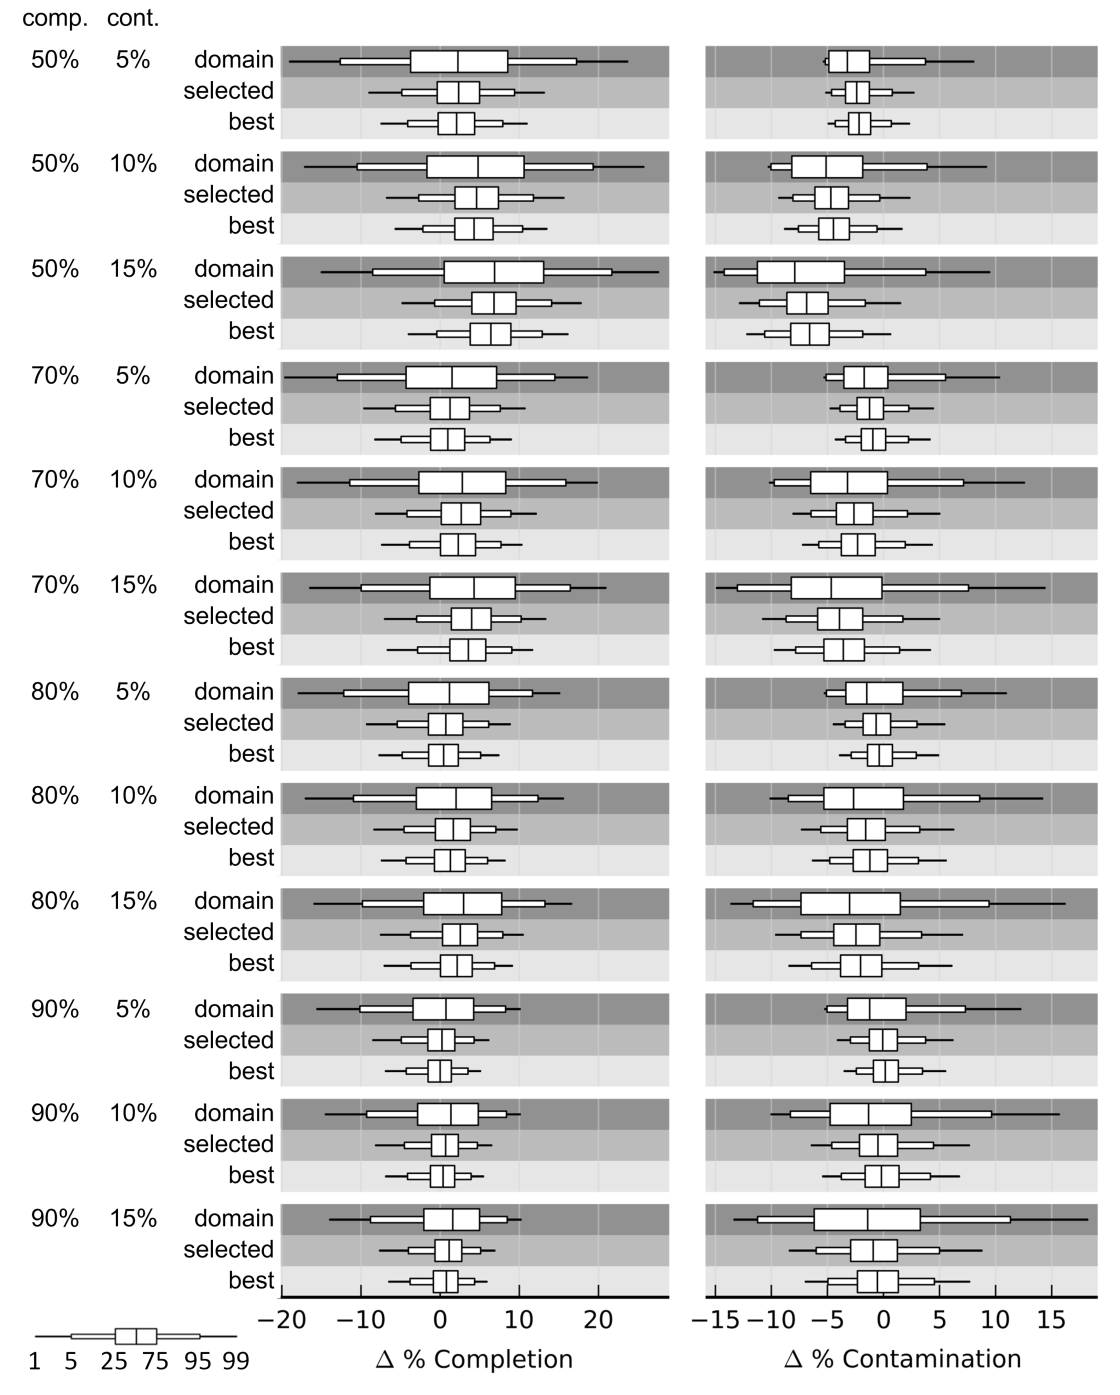 comp. cont.
50% 5% domain
selected
best
50% 10% domain
selected
best
50% 15% domain
selected
best
70% 5% domain
selected
best
70% 10% domain
selected
best
70% 15% domain
selected
best
80% 5% domain
selected
best
80% 10% domain
selected
best
80% 15% domain
selected
best
90% 5% domain
selected
best
90% 10% domain
selected
best
90% 15% domain
selected
best
−20 −10 0 10 20 −15 −10 −5 0 5 10 15
1 5 25 75 95 99 Δ % Completion Δ % Contamination